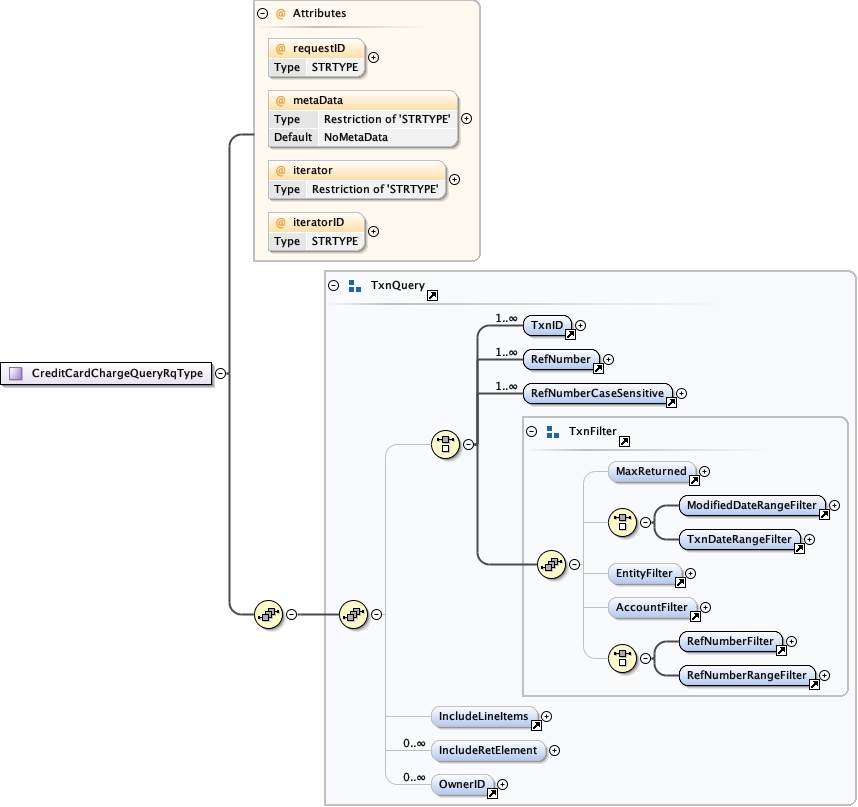 @ Attributes
@ requestID
Type STRTYPE
@ metaData
Type Restriction of 'STRTYPE'
Default NoMetaData
@ iterator
Type Restriction of 'STRTYPE'
@ iteratorID
Type STRTYPE
TxnQuery
1..∞ TxnID
1..∞ RefNumber
CreditCardChargeQueryRqType
1..∞ RefNumberCaseSensitive
TxnFilter
MaxReturned
ModifiedDateRangeFilter
TxnDateRangeFilter
EntityFilter
AccountFilter
RefNumberFilter
RefNumberRangeFilter
IncludeLineItems
0..∞ IncludeRetElement
0..∞ OwnerID